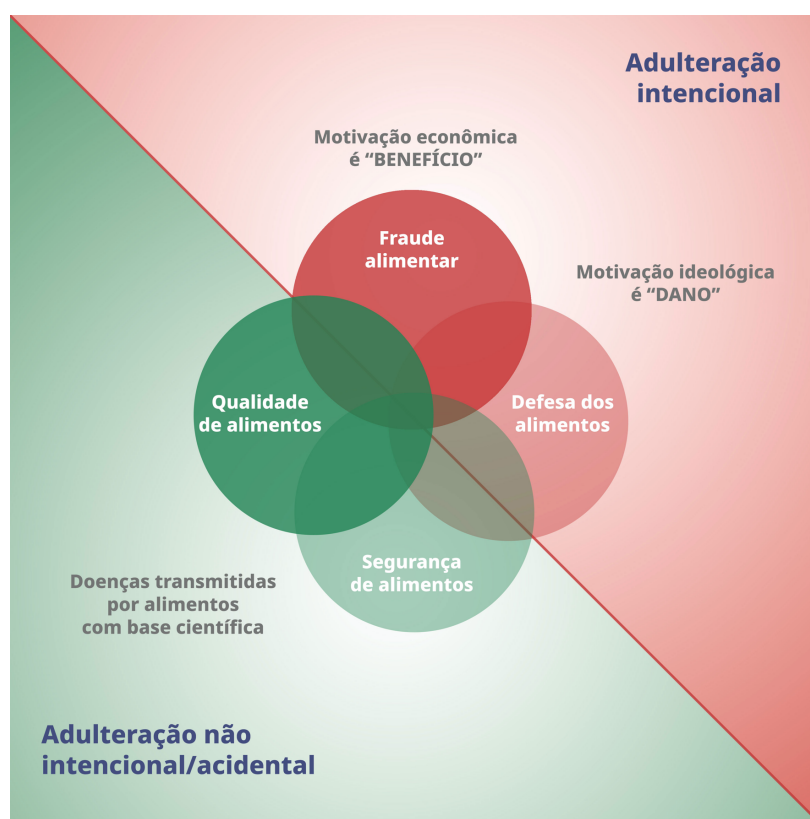 Adulteração
intencional
Motivação econômica
é “BENEFÍCIO”
Fraude
alimentar
Motivação ideológica
é “DANO”
Qualidade
de alimentos
Defesa dos
alimentos
Segurança
de alimentos
Doenças transmitidas
por alimentos
com base científica
Adulteração não
intencional/acidental